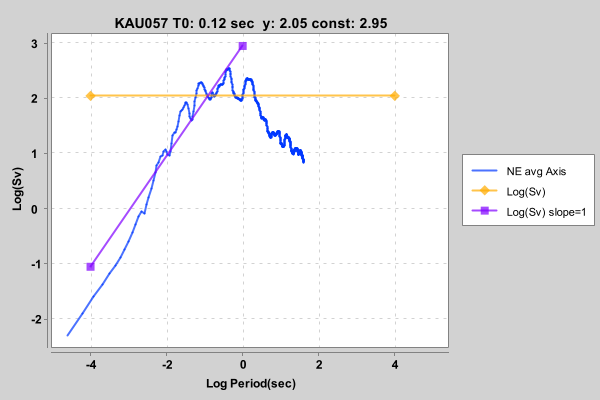 KAU057 T0: 0.12 sec  y: 2.05 const: 2.95
3
2
1
0
-1
-2
Log(Sv)
-4
-2
0
2
4
Log Period(sec)
NE avg Axis
Log(Sv)
Log(Sv) slope=1